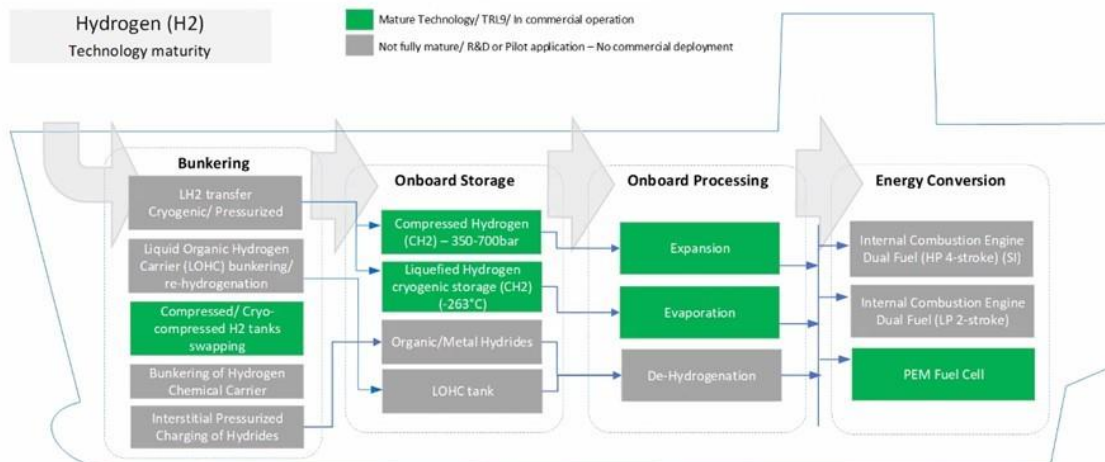 Hydrogen (H2)
Technology maturity
Mature Technology/ TRL9/ In commercial operation
Not fully mature/ R&D or Pilot application – No commercial deployment
Bunkering
LH2 transfer
Cryogenic/ Pressurized
Liquid Organic Hydrogen
Carrier (LOHC) bunkering/
re-hydrogenation
Compressed/ Cryo-
compressed H2 tanks
swapping
Bunkering of Hydrogen
Chemical Carrier
Interstitial Pressurized
Charging of Hydrides
Onboard Storage
Compressed Hydrogen
(CH2) – 350-700bar
Liquefied Hydrogen
cryogenic storage (CH2)
(-263°C)
Organic/Metal Hydrides
LOHC tank
Onboard Processing
Expansion
Evaporation
De-Hydrogenation
Energy Conversion
Internal Combustion Engine
Dual Fuel (HP 4-stroke) (SI)
Internal Combustion Engine
Dual Fuel (LP 2-stroke)
PEM Fuel Cell